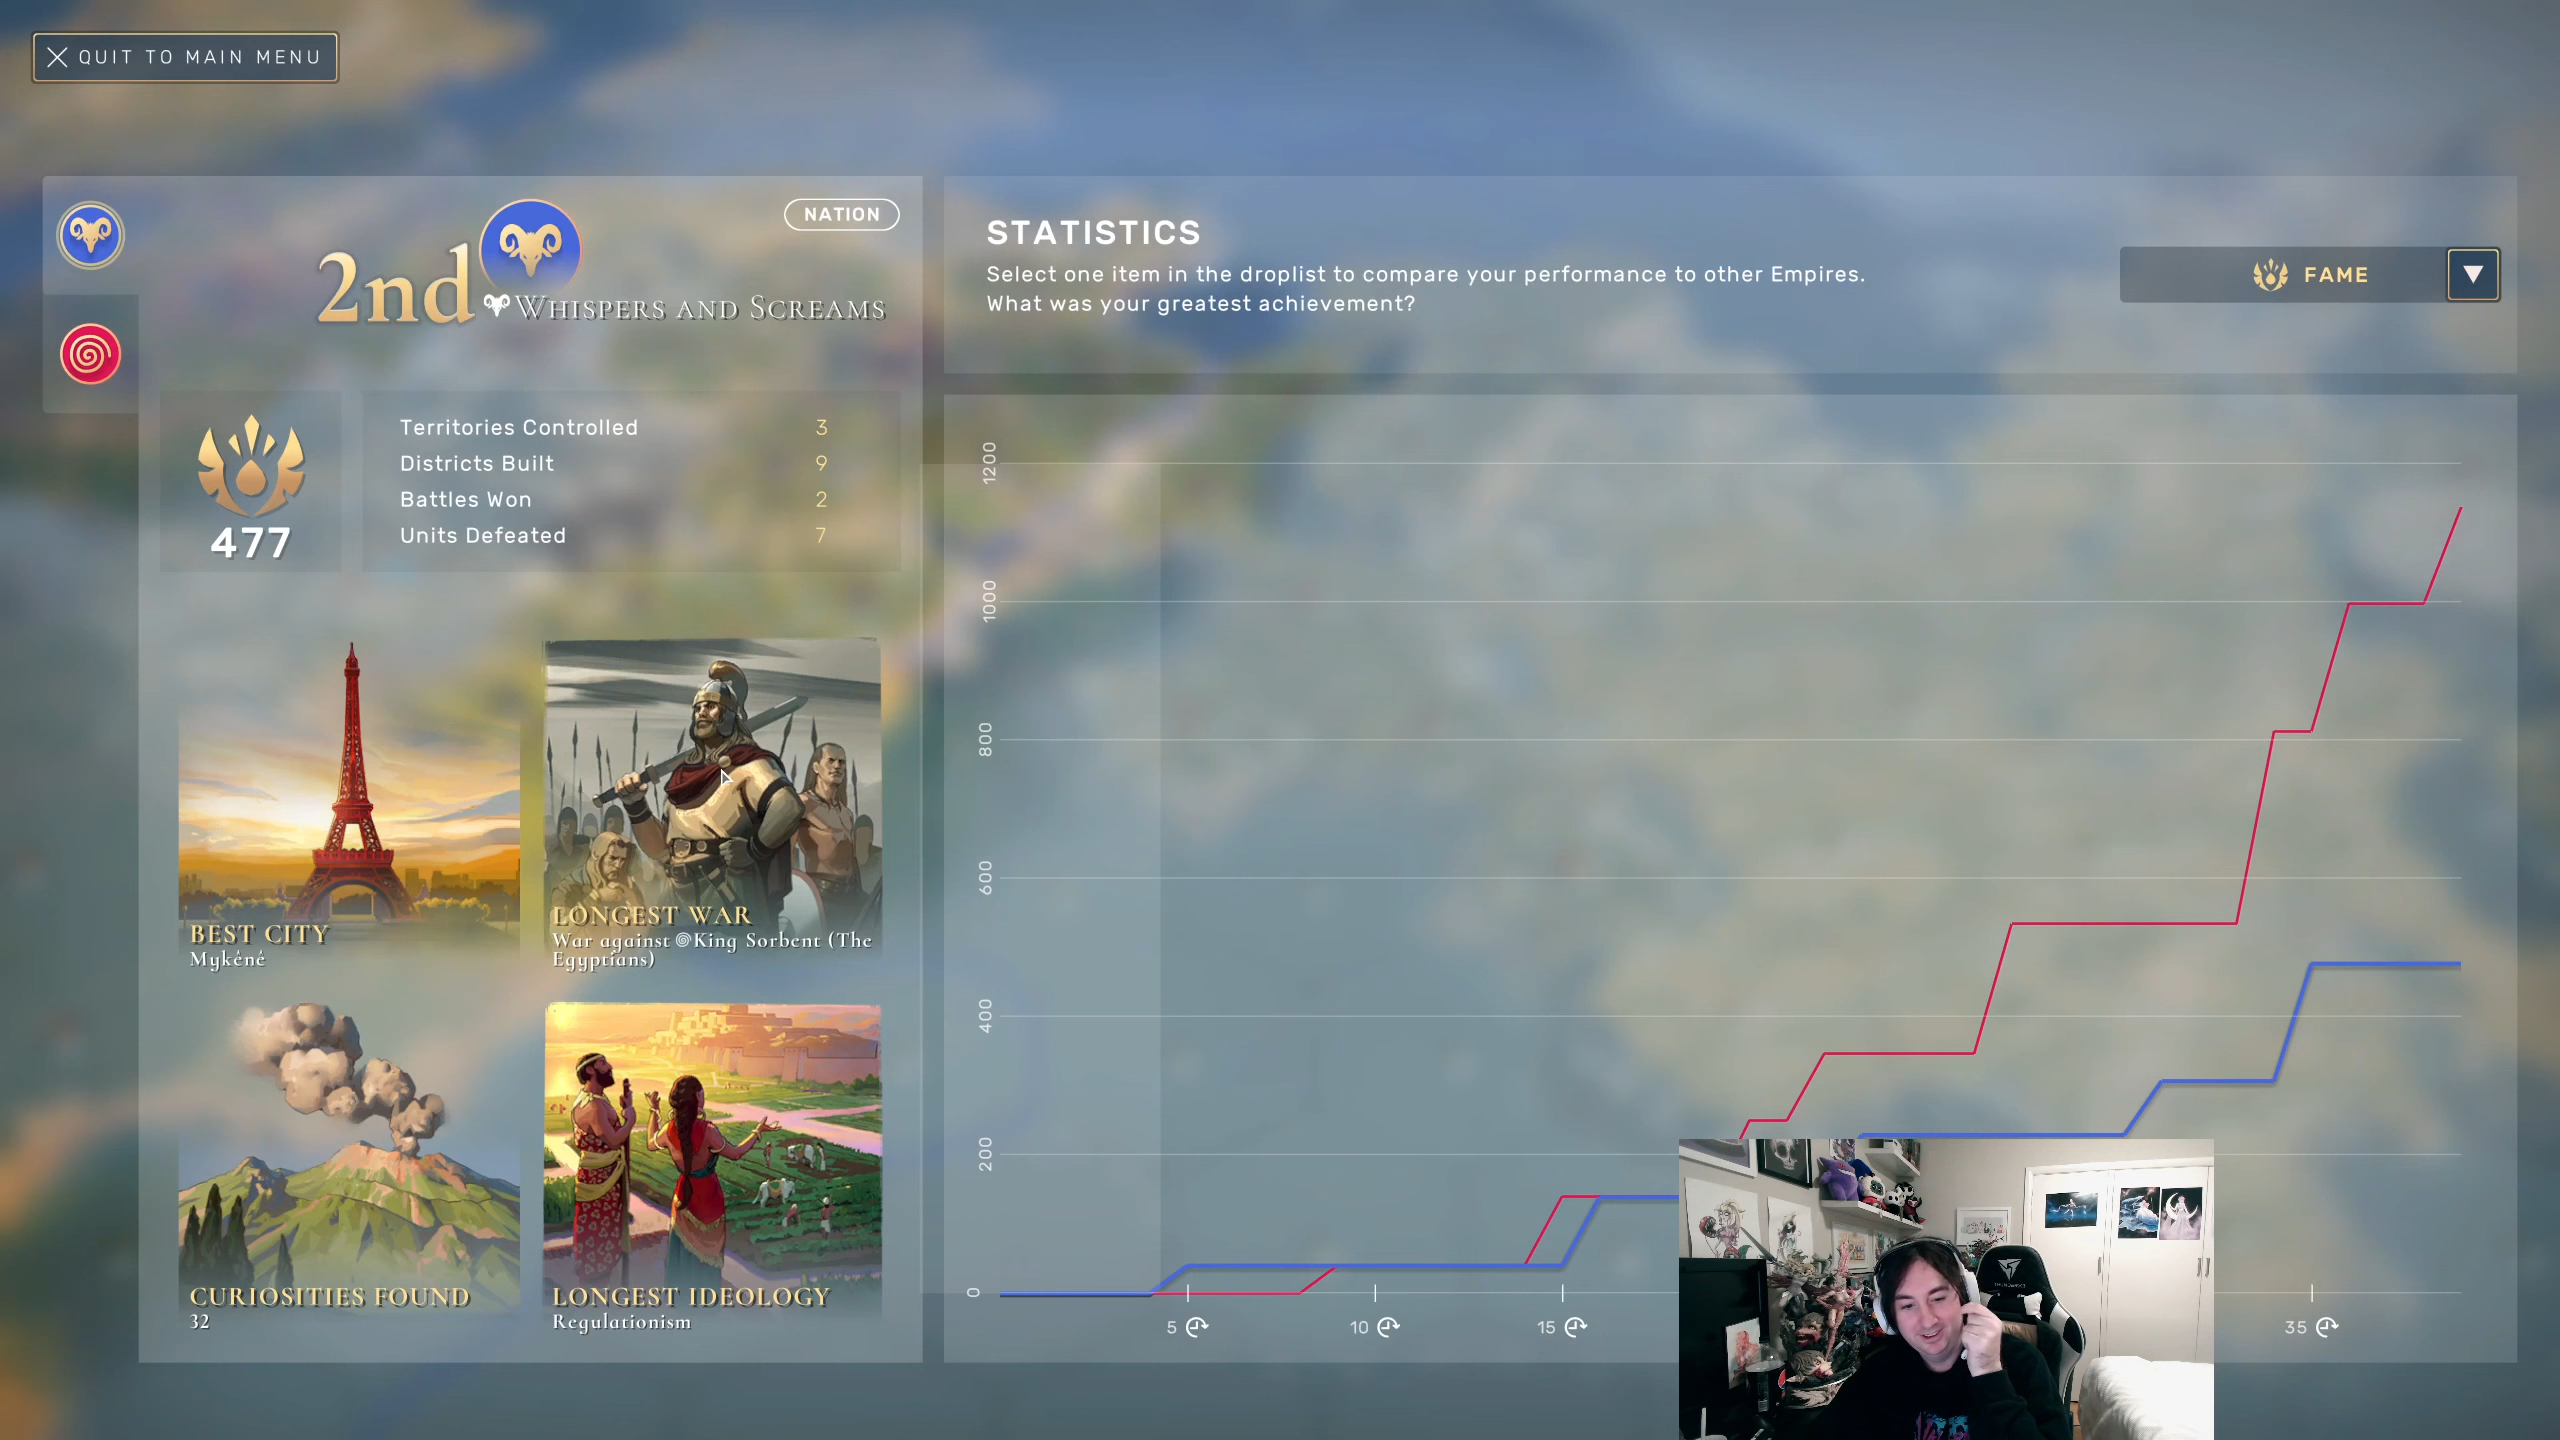 QUIT TO MAIN MENU
NATION
2nd
WHISPERS AND SCREAMS
477
Territories Controlled 3
Districts Built 9
Battles Won 2
Units Defeated 7
BEST CITY
Mykéné
LONGEST WAR
War against King Sorbent (The
Egyptians)
CURIOSITIES FOUND
32
LONGEST IDEOLOGY
Regulationism
STATISTICS
Select one item in the droplist to compare your performance to other Empires.
What was your greatest achievement?
FAME
1200
1000
800
600
400
200
0
5
10
15
35